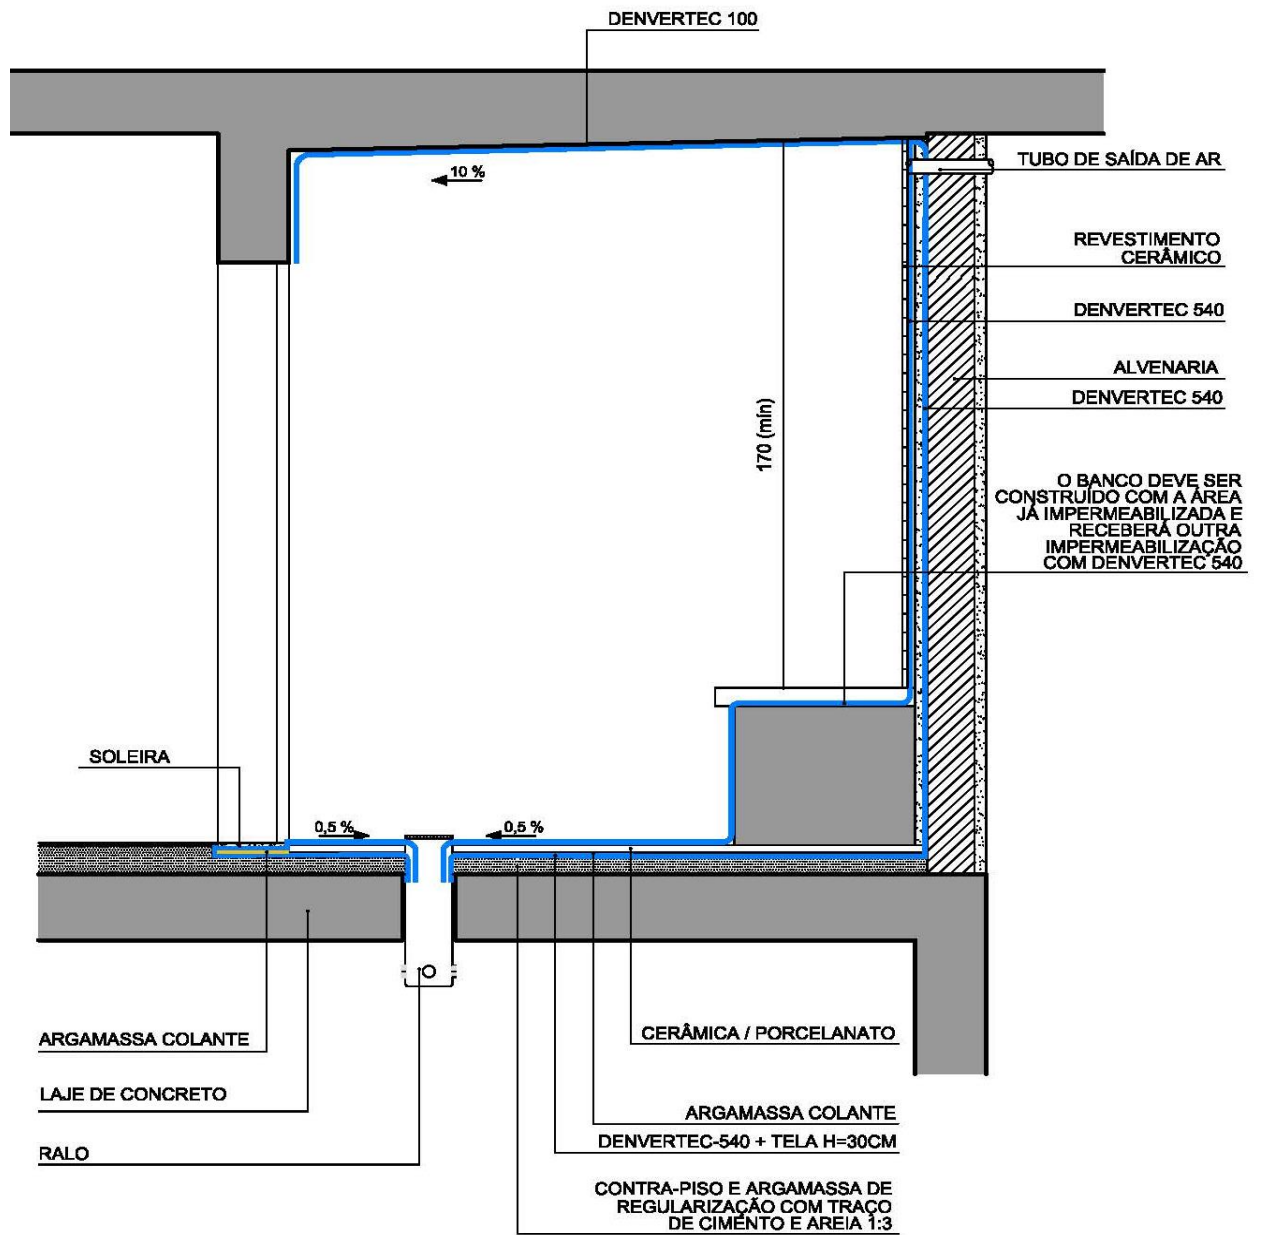 DENVERTEC 100
10 %
TUBO DE SAÍDA DE AR
REVESTIMENTO
CERÂMICO
DENVERTEC 540
ALVENARIA
DENVERTEC 540
170 (mín)
O BANCO DEVE SER
CONSTRUÍDO COM A ÁREA
JÁ IMPERMEABILIZADA E
RECEBERÁ OUTRA
IMPERMEABILIZAÇÃO
COM DENVERTEC 540
SOLEIRA
0,5 %
0,5 %
ARGAMASSA COLANTE
LAJE DE CONCRETO
RALO
CERÂMICA / PORCELANATO
ARGAMASSA COLANTE
DENVERTEC-540 + TELA H=30CM
CONTRA-PISO E ARGAMASSA DE
REGULARIZAÇÃO COM TRAÇO
DE CIMENTO E AREIA 1:3